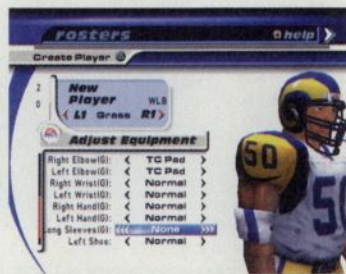 rosters
help
Create Player
2
0
New
Player WLB
L1 Grass R1
EA
Adjust Equipment
Right Elbow(G): TC Pad
Left Elbow(G): TC Pad
Right Wrist(G): Normal
Left Wrist(G): Normal
Right Hand(G): Normal
Left Hand(G): Normal
ong Sleeves(G): None
Left Shoe: Normal
50
5